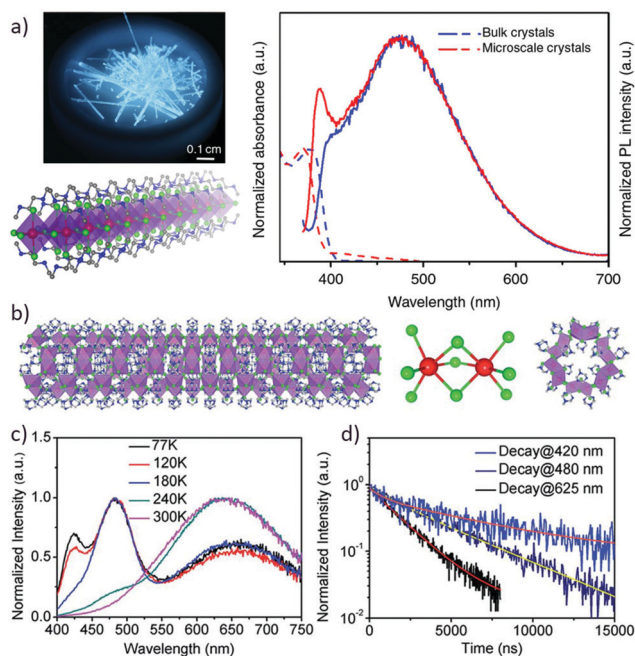 a)
0.1 cm
Normalized absorbance (a.u.)
Bulk crystals
Microscale crystals
Normalized PL intensity (a.u.)
400
500
600
700
Wavelength (nm)
b)
c)
Normalized Intensity (a.u.)
1.5
1.0
0.5
0.0
77K
120K
180K
240K
300K
400 450 500 550 600 650 700 750
Wavelength (nm)
d)
Normalized Intensity (a.u.)
10⁰
10⁻¹
10⁻²
Decay@420 nm
Decay@480 nm
Decay@625 nm
0 5000 10000 15000
Time (ns)